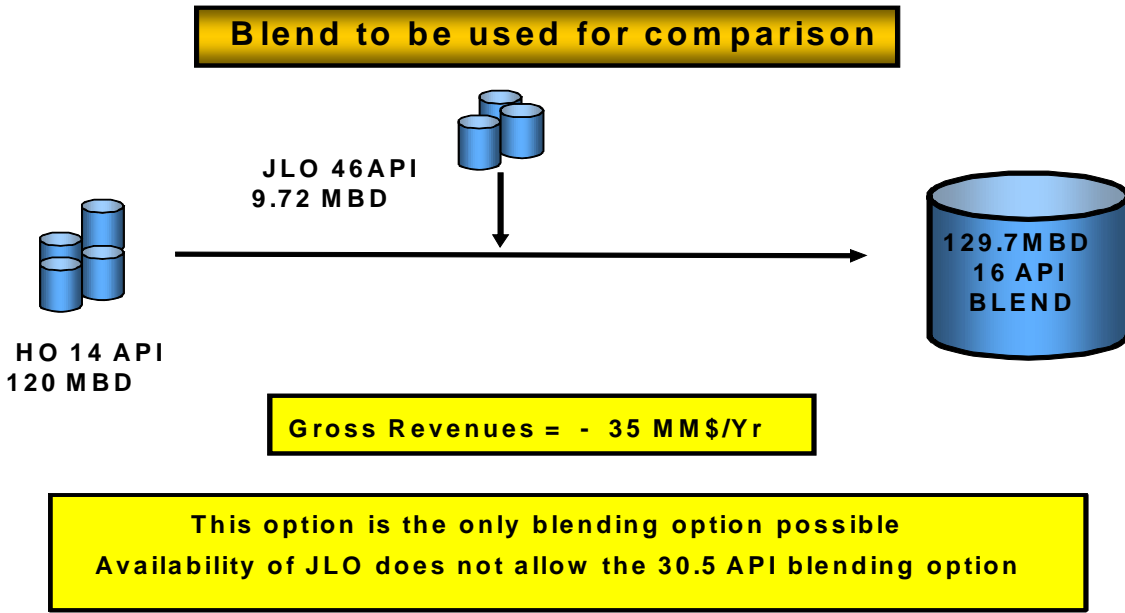 Blend to be used for comparison
JLO 46API
9.72 MBD
129.7MBD
16 API
BLEND
HO 14 API
120 MBD
Gross Revenues = - 35 MM$/Yr
This option is the only blending option possible
Availability of JLO does not allow the 30.5 API blending option